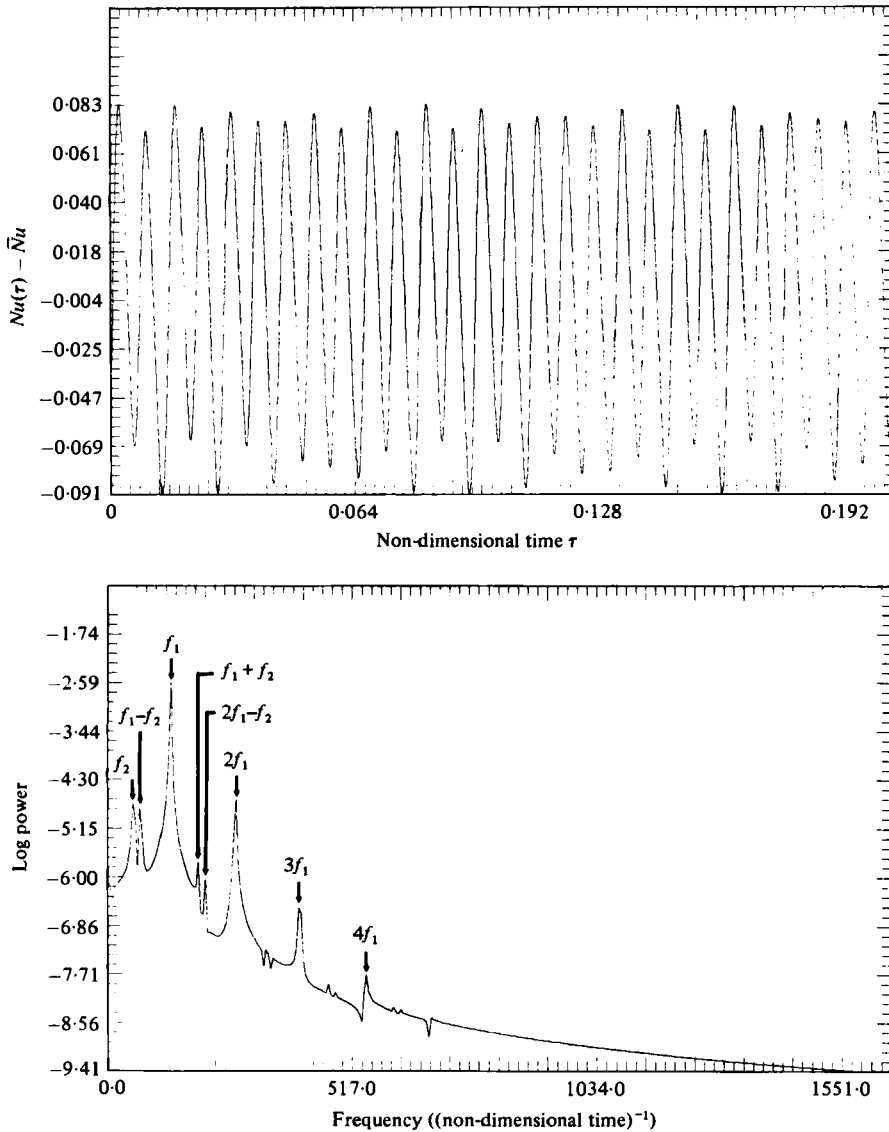 0·083
0·061
0·040
0·018
−0·004
−0·025
−0·047
−0·069
−0·091
Nu(τ) − N̄u
0
0·064
0·128
0·192
Non-dimensional time τ
−1·74
−2·59
−3·44
−4·30
−5·15
−6·00
−6·86
−7·71
−8·56
−9·41
Log power
f₂
f₁–f₂
f₁
f₁ + f₂
2f₁–f₂
2f₁
3f₁
4f₁
0·0
517·0
1034·0
1551·0
Frequency ((non-dimensional time)⁻¹)